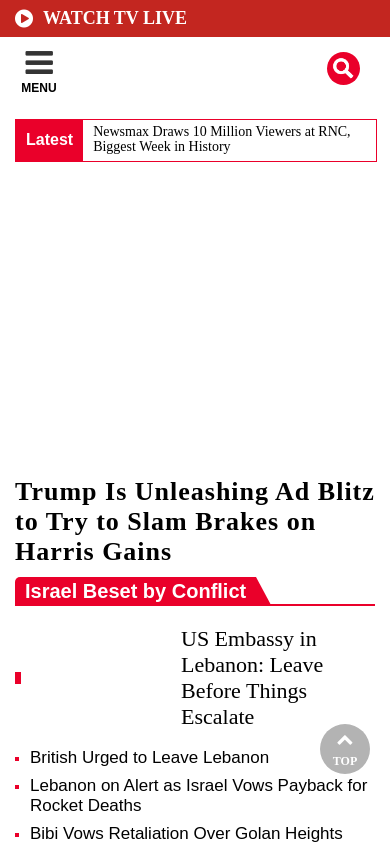 WATCH TV LIVE
MENU
Latest
Newsmax Draws 10 Million Viewers at RNC,
Biggest Week in History
Trump Is Unleashing Ad Blitz
to Try to Slam Brakes on
Harris Gains
Israel Beset by Conflict
US Embassy in
Lebanon: Leave
Before Things
Escalate
British Urged to Leave Lebanon
Lebanon on Alert as Israel Vows Payback for
Rocket Deaths
Bibi Vows Retaliation Over Golan Heights
TOP